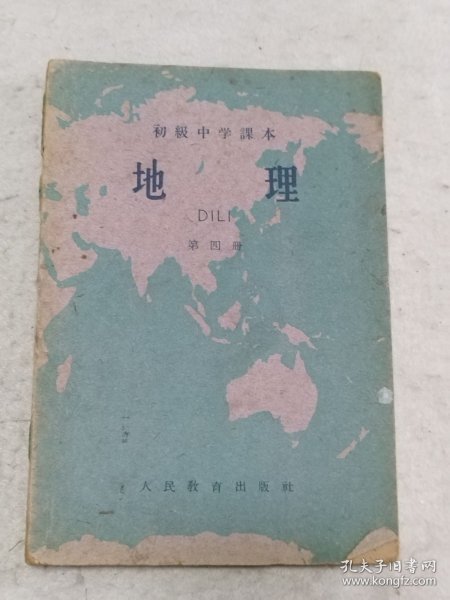 初級中学課本
地理
DILI
第四册
人民教育出版社
孔夫子旧书网
www.kongfz.com